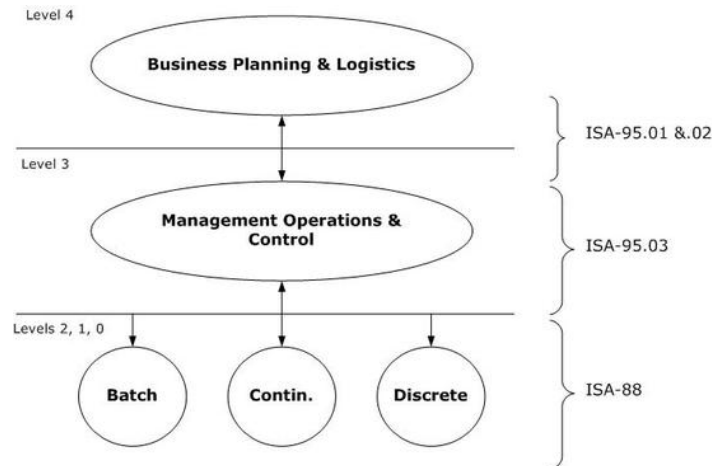 Level 4
Business Planning & Logistics
ISA-95.01 &.02
Level 3
Management Operations &
Control
ISA-95.03
Levels 2, 1, 0
Batch
Contin.
Discrete
ISA-88